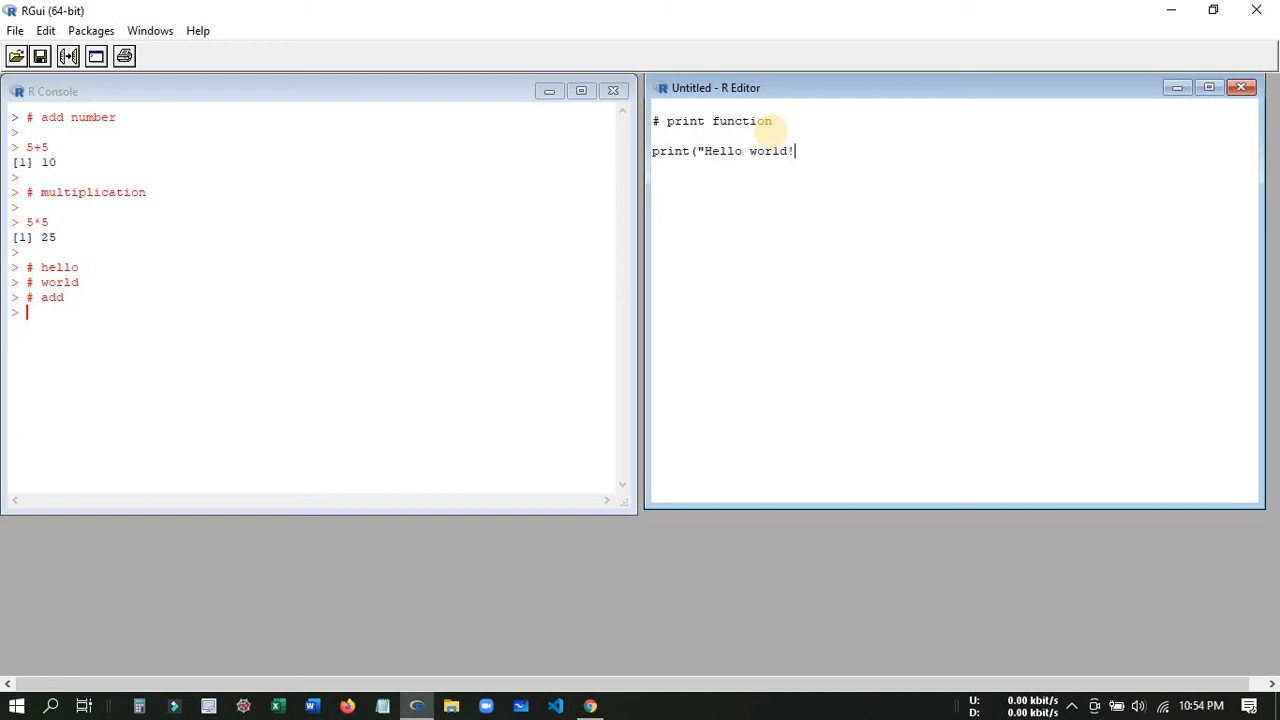 RGui (64-bit)
File Edit Packages Windows Help
R Console
> # add number
>
> 5+5
[1] 10
>
> # multiplication
>
> 5*5
[1] 25
>
> # hello
> # world
> # add
>
Untitled - R Editor
# print function
print("Hello world!
U: 0.00 kbit/s
D: 0.00 kbit/s
10:54 PM